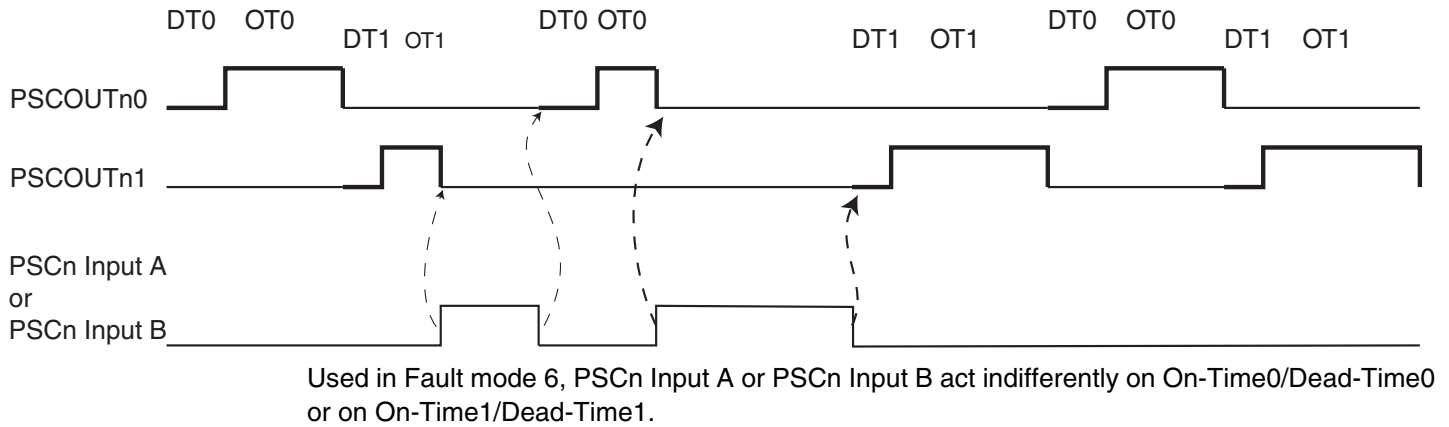 DT0 OT0 DT0 OT0 DT0 OT0
DT1 OT1 DT1 OT1 DT1 OT1
PSCOUTn0
PSCOUTn1
PSCn Input A
or
PSCn Input B
Used in Fault mode 6, PSCn Input A or PSCn Input B act indifferently on On-Time0/Dead-Time0
or on On-Time1/Dead-Time1.